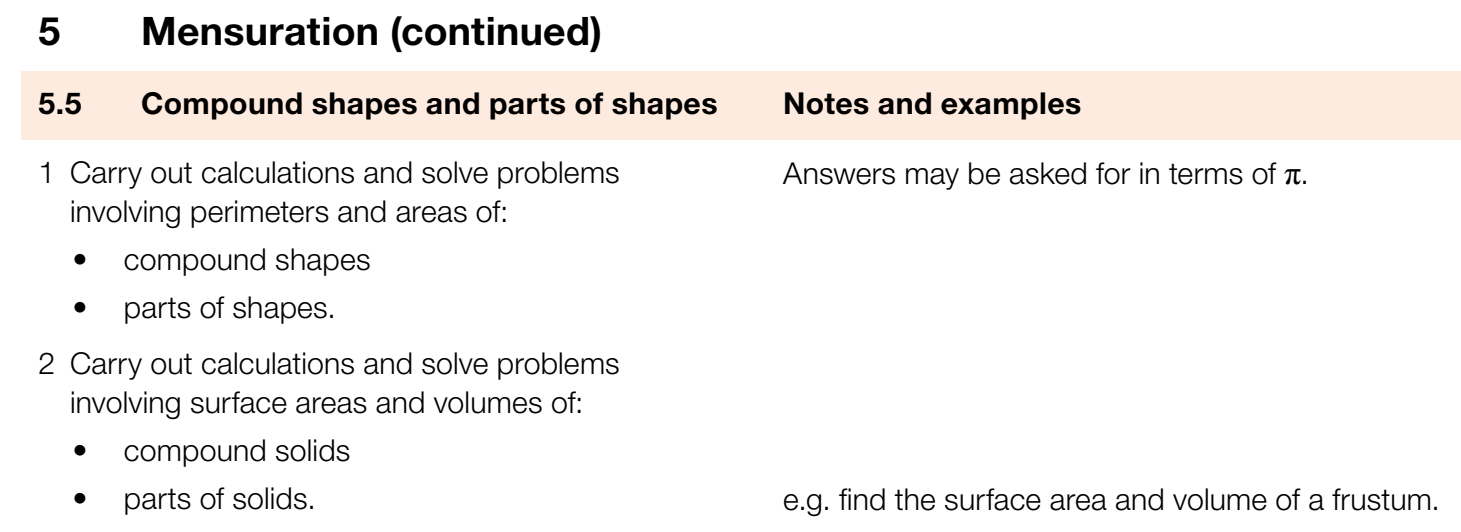 5 Mensuration (continued)
5.5 Compound shapes and parts of shapes Notes and examples
1 Carry out calculations and solve problems Answers may be asked for in terms of π.
involving perimeters and areas of:
• compound shapes
• parts of shapes.
2 Carry out calculations and solve problems
involving surface areas and volumes of:
• compound solids
• parts of solids. e.g. find the surface area and volume of a frustum.